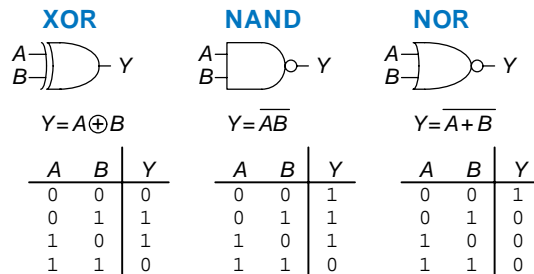 XOR NAND NOR
A Y A Y A Y
B B B
Y = A ⊕ B Y = \overline{AB} Y = \overline{A + B}
A B Y A B Y A B Y
0 0 0 0 0 1 0 0 1
0 1 1 0 1 1 0 1 0
1 0 1 1 0 1 1 0 0
1 1 0 1 1 0 1 1 0